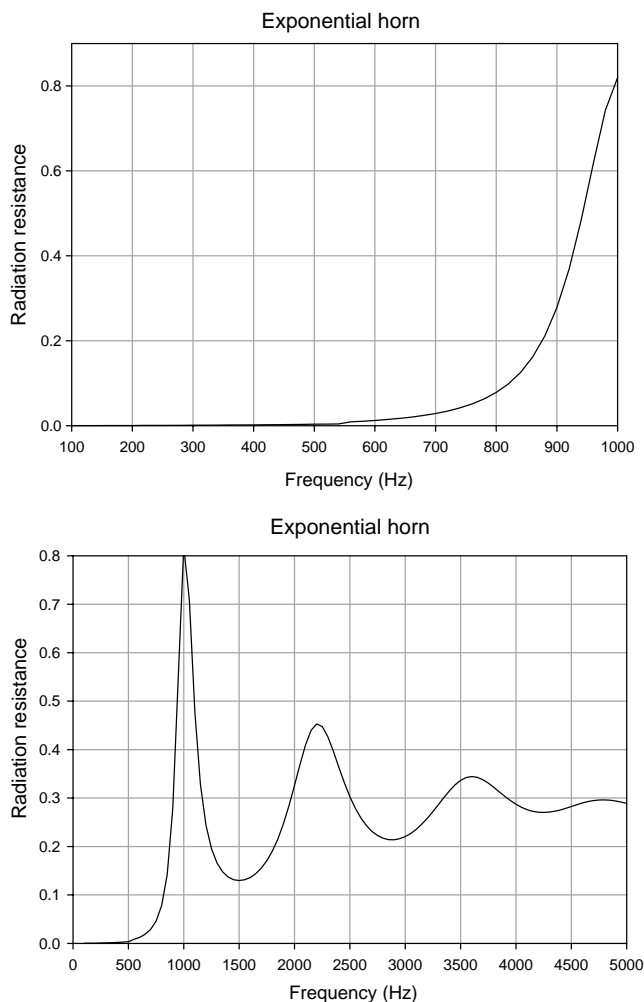 Exponential horn
Radiation resistance
0.8
0.6
0.4
0.2
0.0
100 200 300 400 500 600 700 800 900 1000
Frequency (Hz)
Exponential horn
Radiation resistance
0.8
0.7
0.6
0.5
0.4
0.3
0.2
0.1
0.0
0 500 1000 1500 2000 2500 3000 3500 4000 4500 5000
Frequency (Hz)